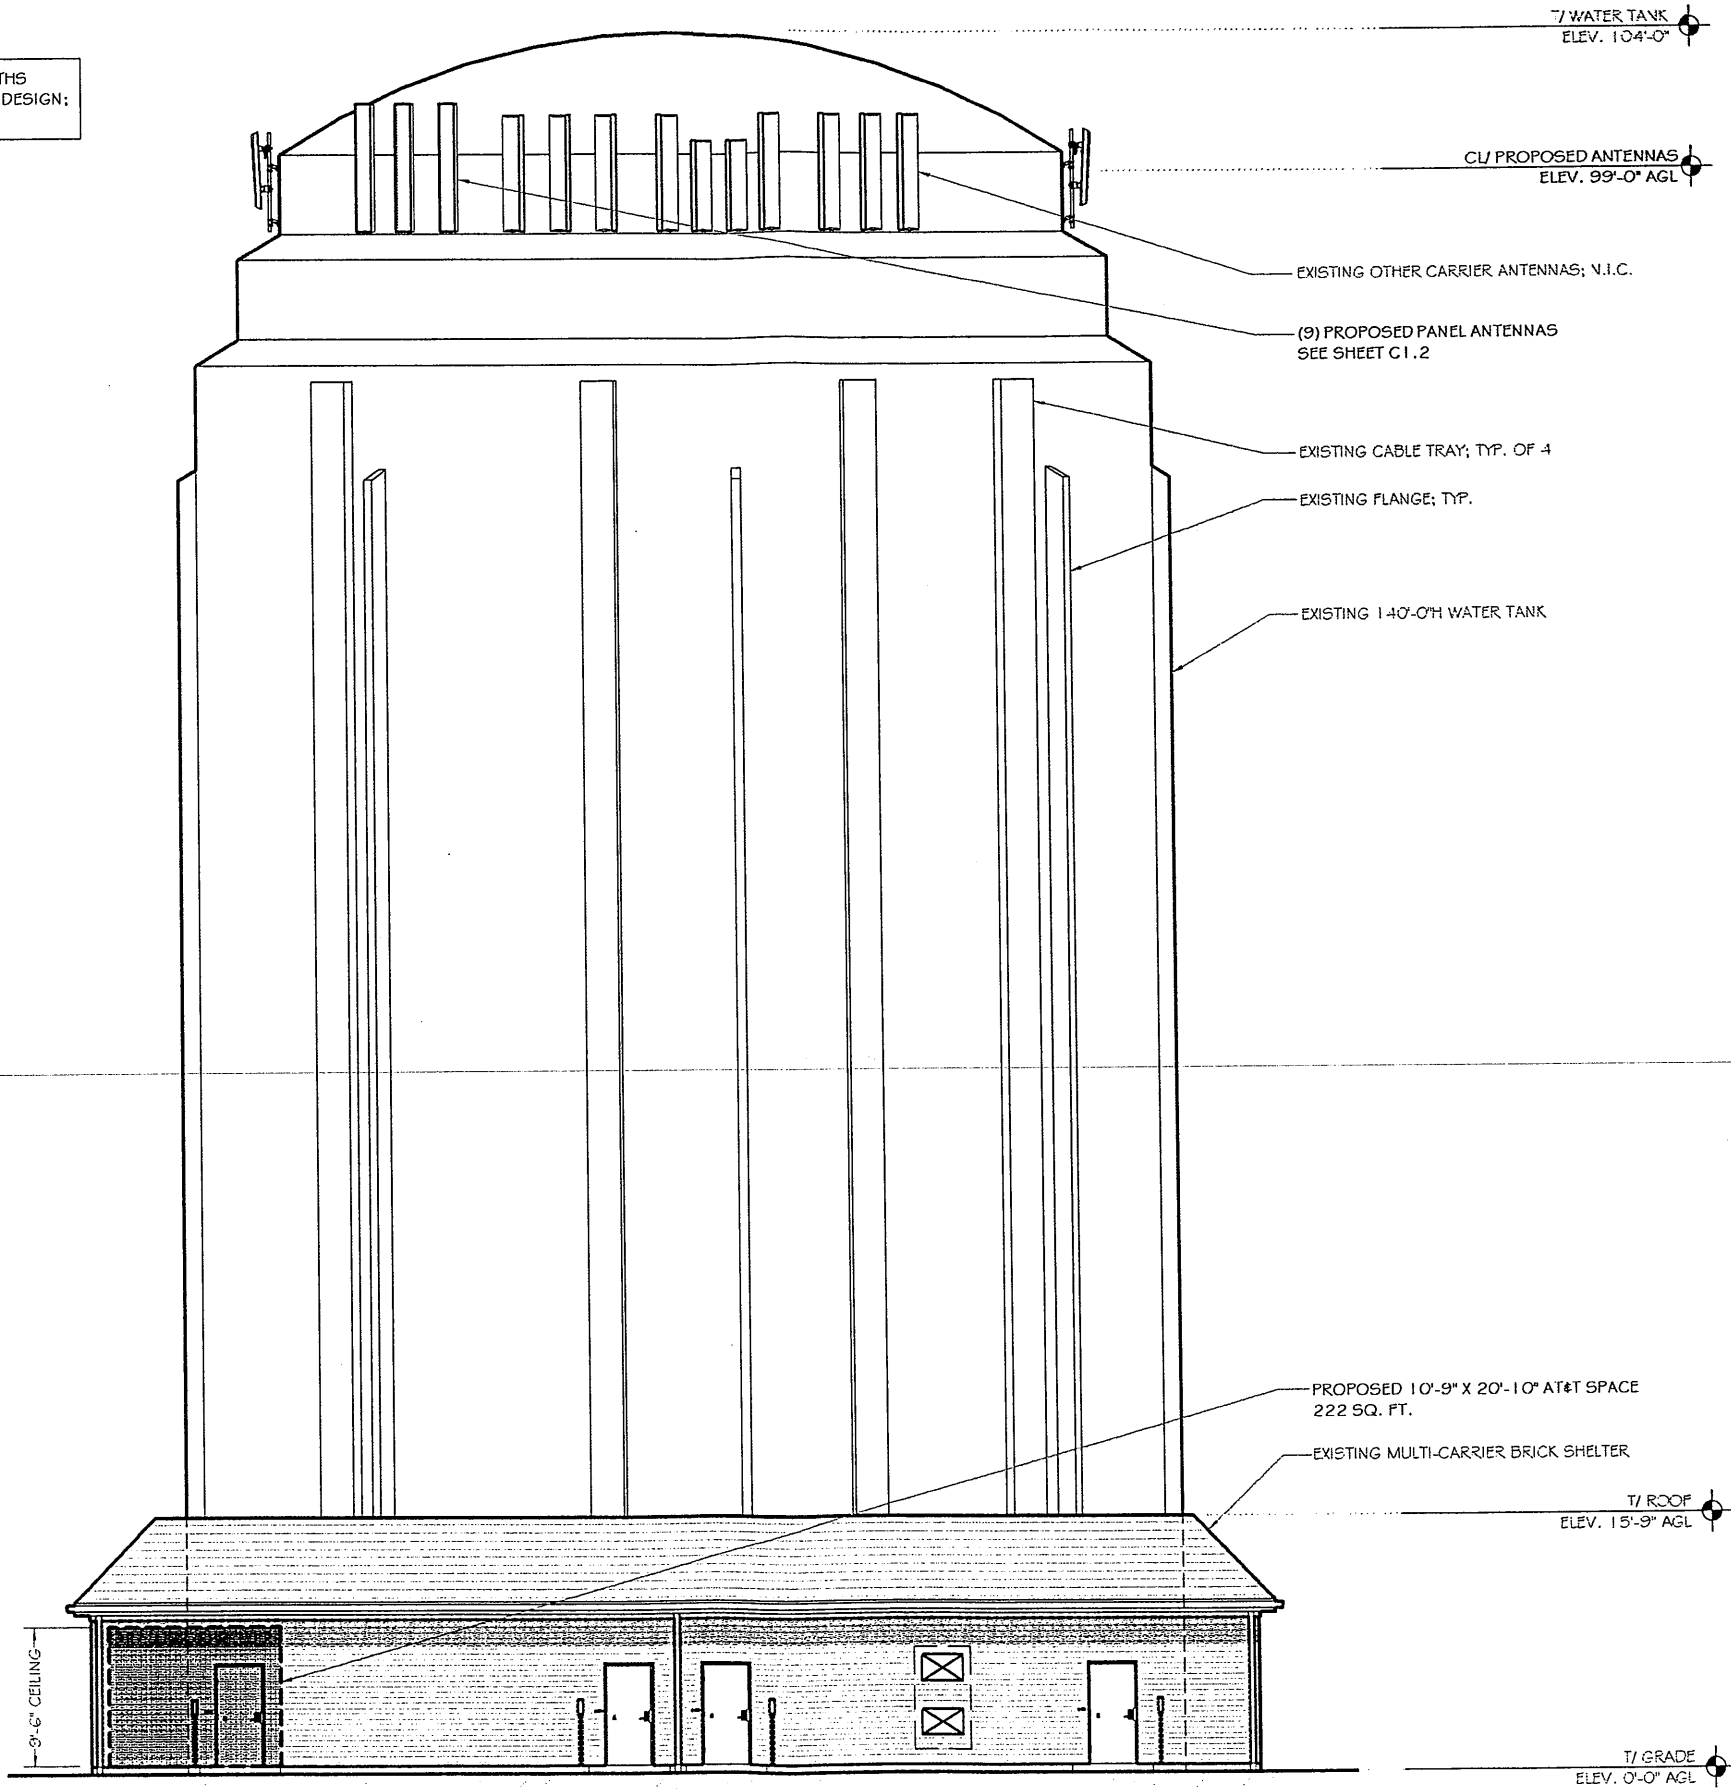 T/ WATER TANK
ELEV. 104'-0"
THS
DESIGN;
CL/ PROPOSED ANTENNAS
ELEV. 99'-0" AGL
EXISTING OTHER CARRIER ANTENNAS; N.I.C.
(9) PROPOSED PANEL ANTENNAS
SEE SHEET C1.2
EXISTING CABLE TRAY; TYP. OF 4
EXISTING FLANGE; TYP.
EXISTING 140'-0"H WATER TANK
PROPOSED 10'-9" X 20'-10" AT&T SPACE
222 SQ. FT.
EXISTING MULTI-CARRIER BRICK SHELTER
T/ ROOF
ELEV. 15'-9" AGL
9'-6" CEILING
T/ GRADE
ELEV. 0'-0" AGL